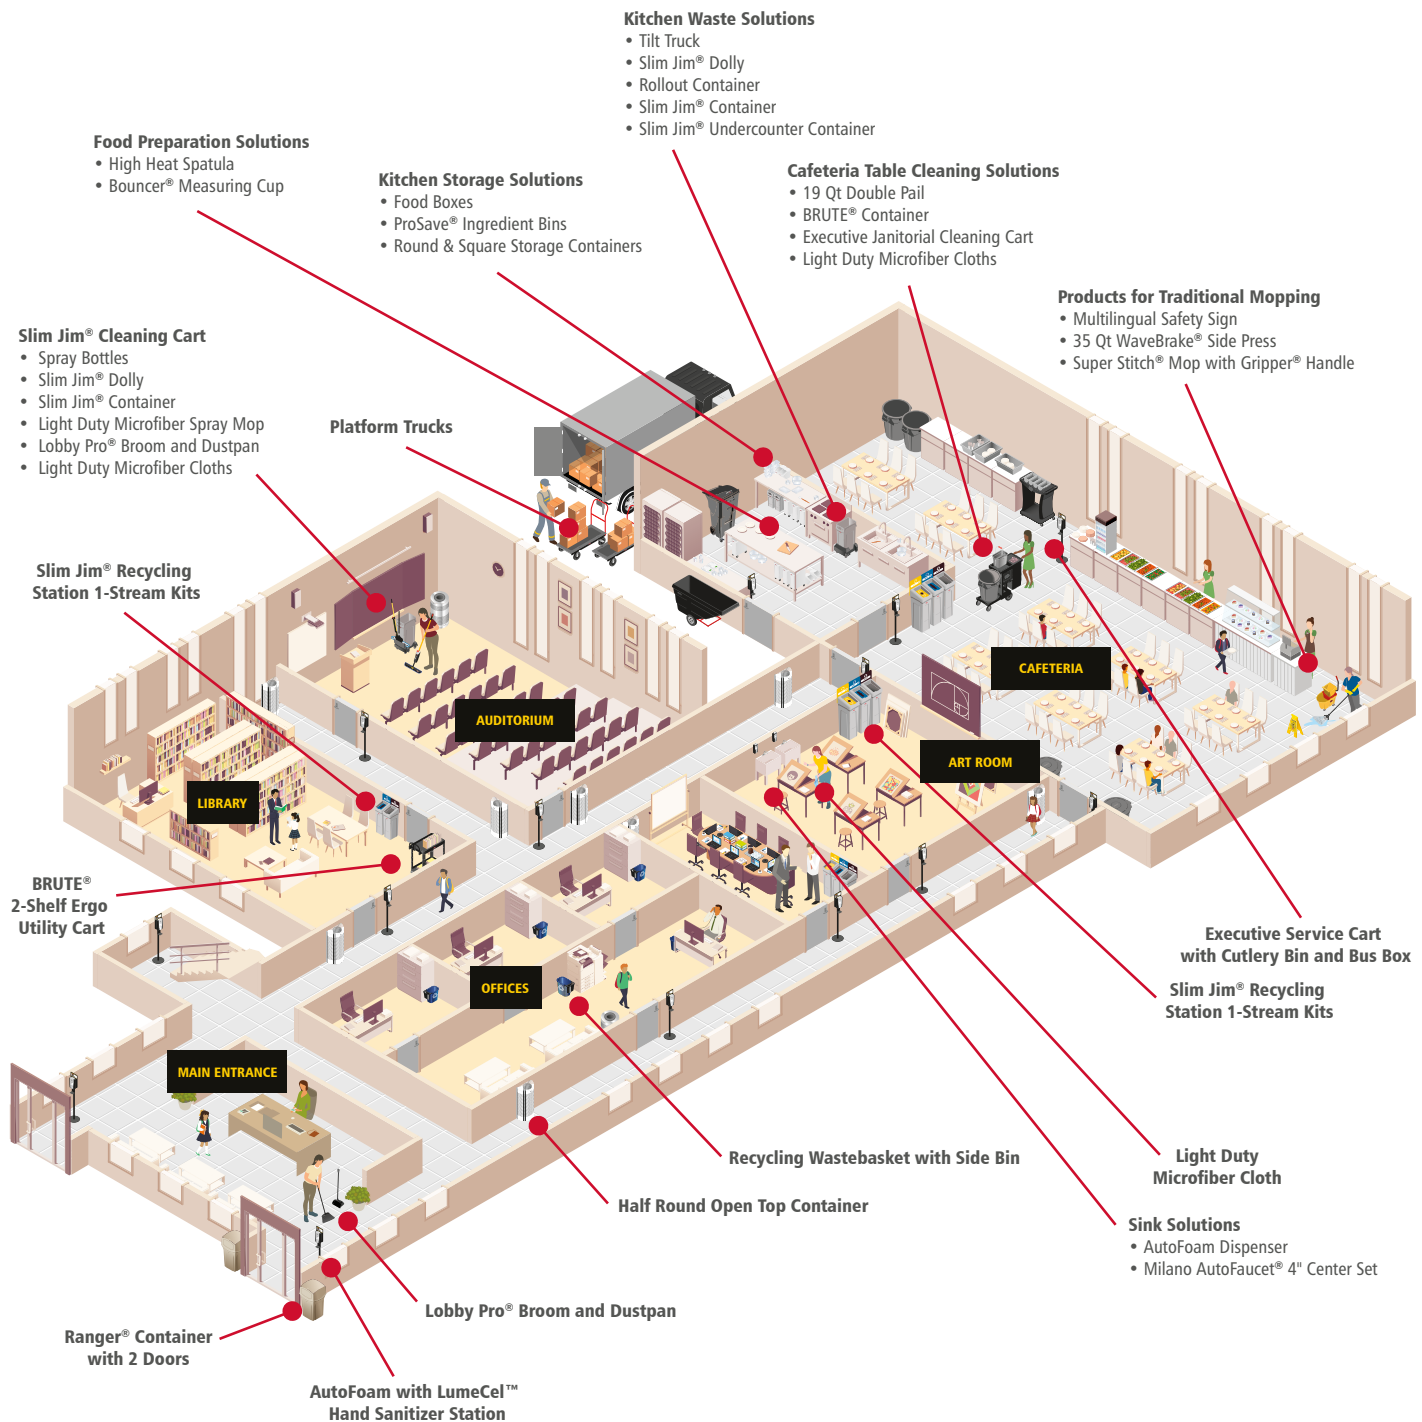 Kitchen Waste Solutions
• Tilt Truck
• Slim Jim® Dolly
• Rollout Container
• Slim Jim® Container
• Slim Jim® Undercounter Container
Food Preparation Solutions
• High Heat Spatula
• Bouncer® Measuring Cup
Kitchen Storage Solutions
• Food Boxes
• ProSave® Ingredient Bins
• Round & Square Storage Containers
Cafeteria Table Cleaning Solutions
• 19 Qt Double Pail
• BRUTE® Container
• Executive Janitorial Cleaning Cart
• Light Duty Microfiber Cloths
Products for Traditional Mopping
• Multilingual Safety Sign
• 35 Qt WaveBrake® Side Press
• Super Stitch® Mop with Gripper® Handle
Slim Jim® Cleaning Cart
• Spray Bottles
• Slim Jim® Dolly
• Slim Jim® Container
• Light Duty Microfiber Spray Mop
• Lobby Pro® Broom and Dustpan
• Light Duty Microfiber Cloths
Platform Trucks
Slim Jim® Recycling
Station 1-Stream Kits
CAFETERIA
AUDITORIUM
ART ROOM
LIBRARY
BRUTE®
2-Shelf Ergo
Utility Cart
Executive Service Cart
with Cutlery Bin and Bus Box
OFFICES
Slim Jim® Recycling
Station 1-Stream Kits
MAIN ENTRANCE
Recycling Wastebasket with Side Bin
Light Duty
Microfiber Cloth
Half Round Open Top Container
Sink Solutions
• AutoFoam Dispenser
• Milano AutoFaucet® 4" Center Set
Lobby Pro® Broom and Dustpan
Ranger® Container
with 2 Doors
AutoFoam with LumeCel™
Hand Sanitizer Station